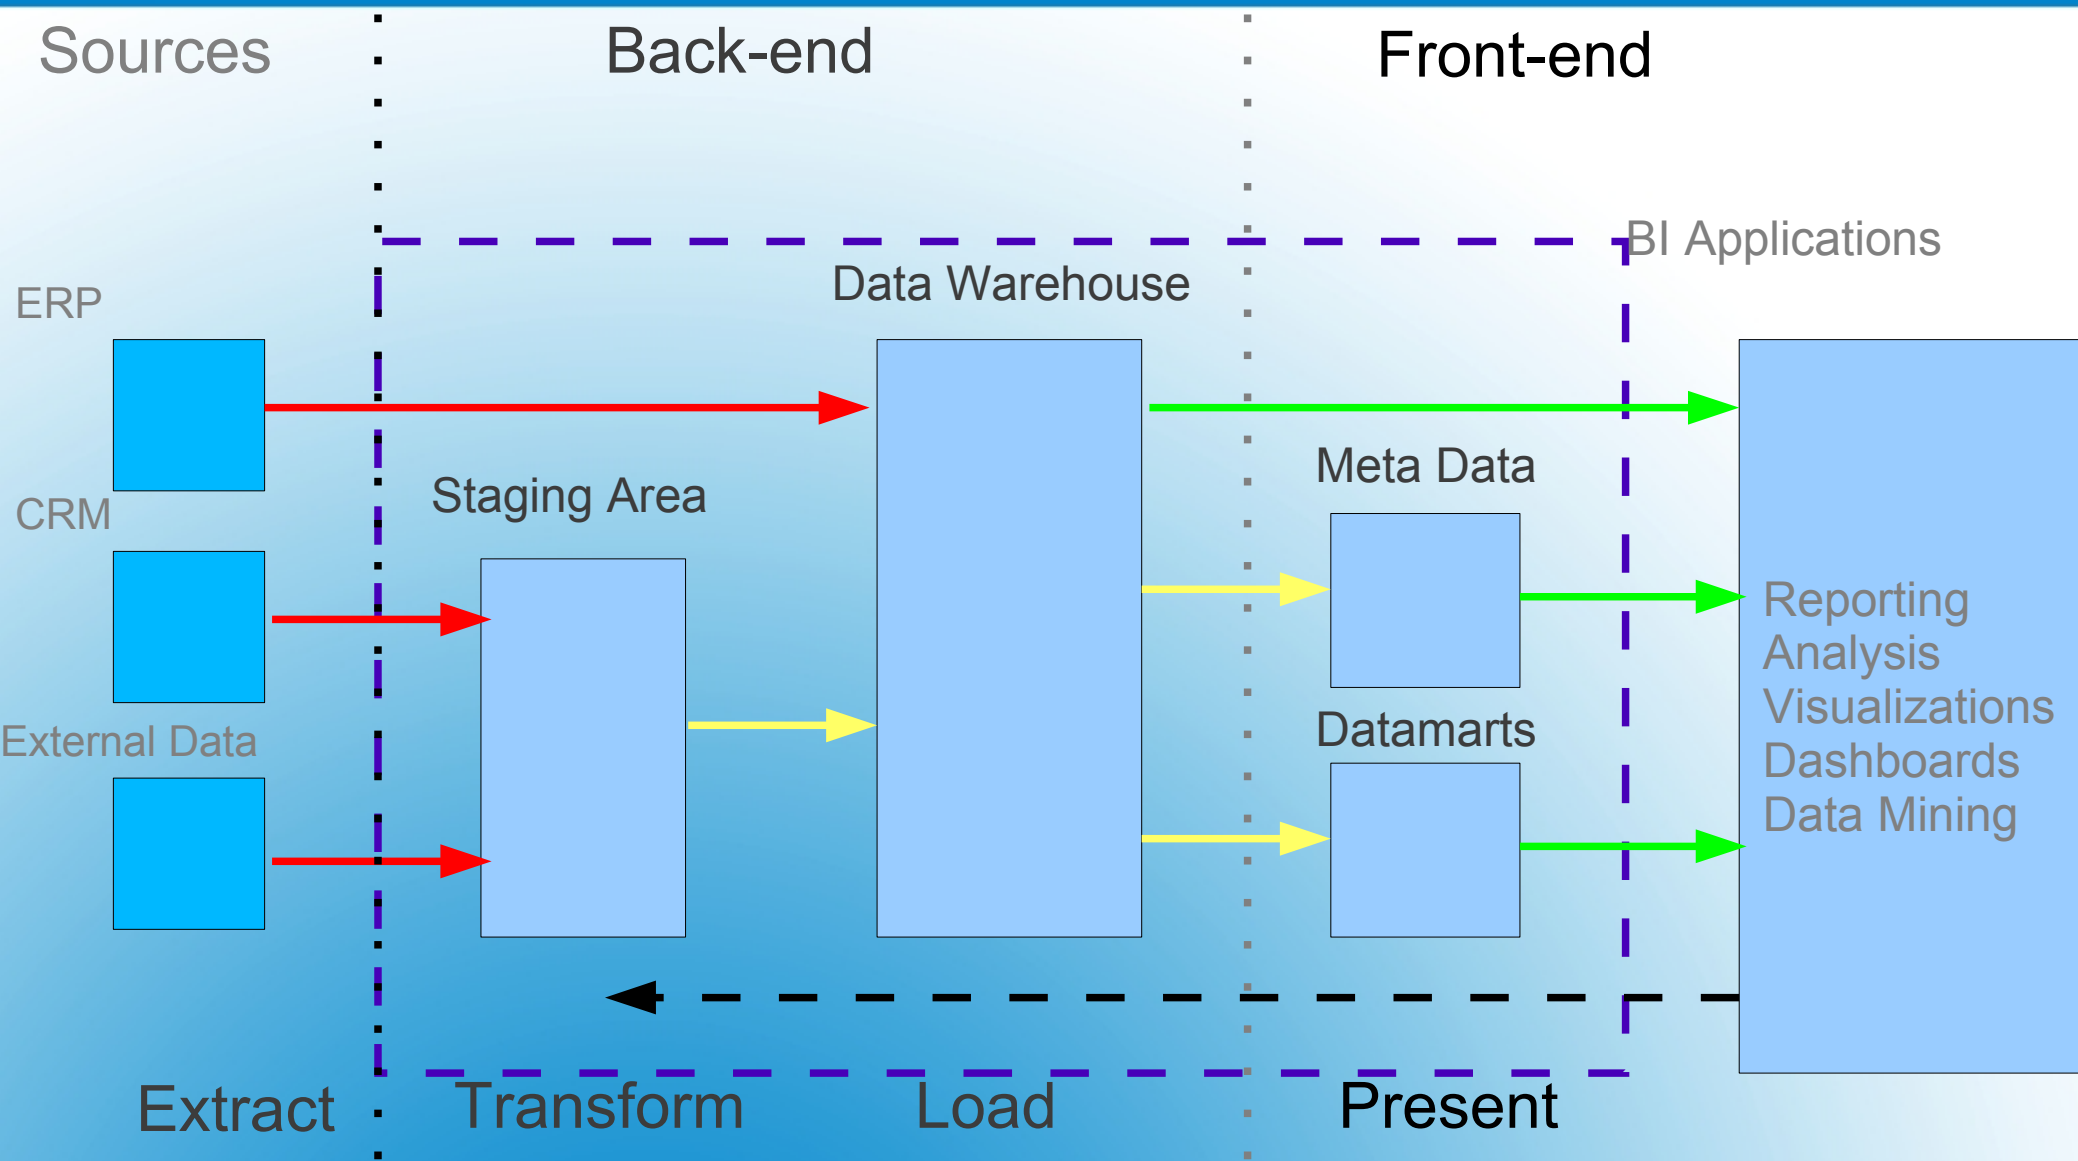 Sources
Back-end
Front-end
BI Applications
Data Warehouse
ERP
Meta Data
Staging Area
CRM
Reporting
Analysis
Visualizations
Dashboards
Data Mining
Datamarts
External Data
Extract
Transform
Load
Present